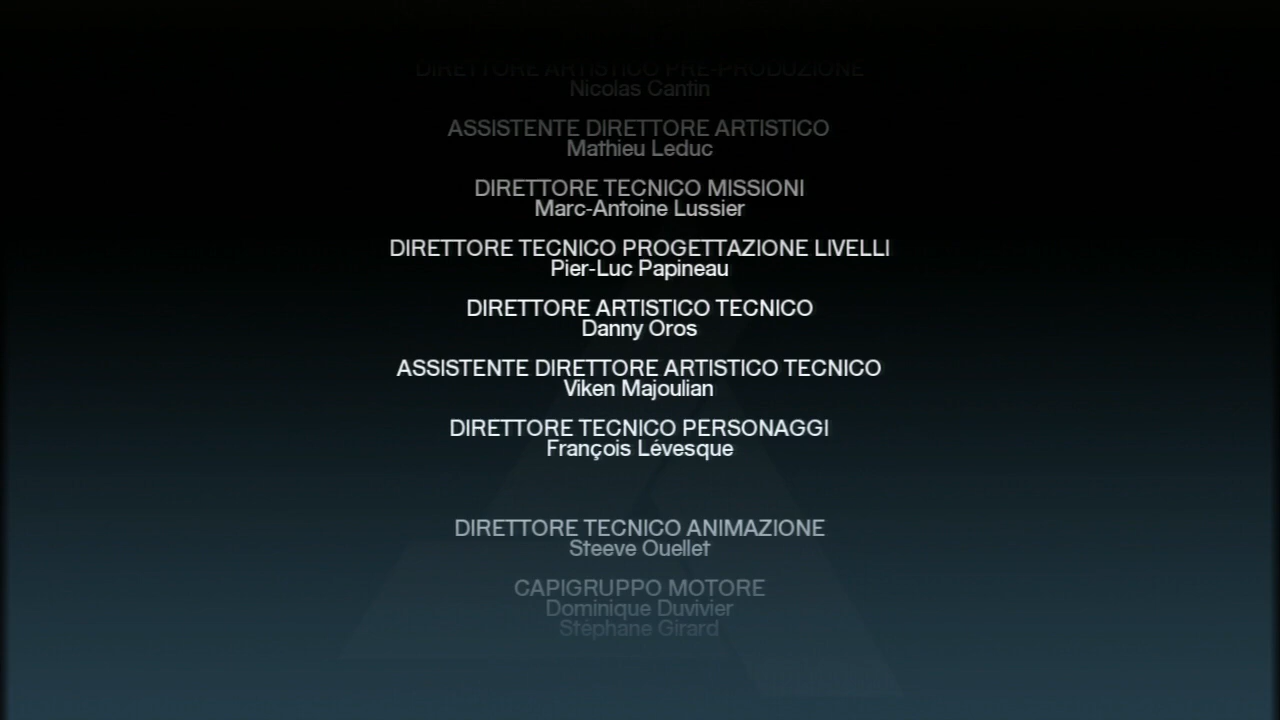 DIRETTORE ARTISTICO PRE-PRODUZIONE
Nicolas Cantin
ASSISTENTE DIRETTORE ARTISTICO
Mathieu Leduc
DIRETTORE TECNICO MISSIONI
Marc-Antoine Lussier
DIRETTORE TECNICO PROGETTAZIONE LIVELLI
Pier-Luc Papineau
DIRETTORE ARTISTICO TECNICO
Danny Oros
ASSISTENTE DIRETTORE ARTISTICO TECNICO
Viken Majoulian
DIRETTORE TECNICO PERSONAGGI
François Lévesque
DIRETTORE TECNICO ANIMAZIONE
Steeve Ouellet
CAPIGRUPPO MOTORE
Dominique Duvivier
Stéphane Girard